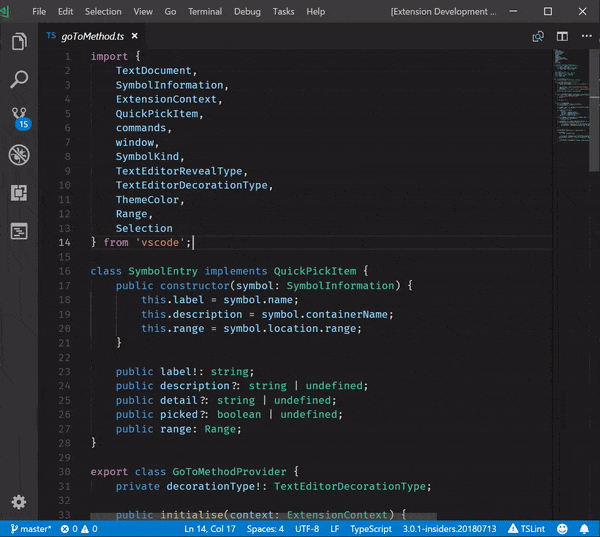 File Edit Selection View Go Terminal Debug Tasks Help [Extension Development ...
TS goToMethod.ts
1 import {
2 TextDocument,
3 SymbolInformation,
4 ExtensionContext,
5 QuickPickItem,
6 commands,
7 window,
8 SymbolKind,
9 TextEditorRevealType,
10 TextEditorDecorationType,
11 ThemeColor,
12 Range,
13 Selection
14 } from 'vscode';
15
16 class SymbolEntry implements QuickPickItem {
17 public constructor(symbol: SymbolInformation) {
18 this.label = symbol.name;
19 this.description = symbol.containerName;
20 this.range = symbol.location.range;
21 }
22
23 public label!: string;
24 public description?: string | undefined;
25 public detail?: string | undefined;
26 public picked?: boolean | undefined;
27 public range: Range;
28 }
29
30 export class GoToMethodProvider {
31 private decorationType!: TextEditorDecorationType;
32
33 public initialise(context: ExtensionContext) {
15
master* 0 0 Ln 14, Col 17 Spaces: 4 UTF-8 LF TypeScript 3.0.1-insiders.20180713 TSLint